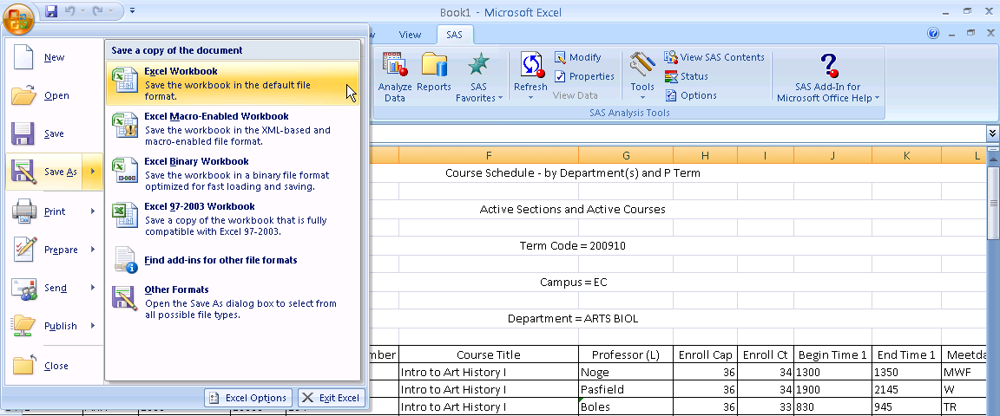 Book1 - Microsoft Excel
View SAS
New
Open
Save
Save As
Print
Prepare
Send
Publish
Close
Save a copy of the document
Excel Workbook
Save the workbook in the default file
format.
Excel Macro-Enabled Workbook
Save the workbook in the XML-based and
macro-enabled file format.
Excel Binary Workbook
Save the workbook in a binary file format
optimized for fast loading and saving.
Excel 97-2003 Workbook
Save a copy of the workbook that is fully
compatible with Excel 97-2003.
Find add-ins for other file formats
Other Formats
Open the Save As dialog box to select from
all possible file types.
Excel Options Exit Excel
Analyze
Data
Reports
SAS
Favorites
Refresh
Modify
Properties
View Data
Tools
View SAS Contents
Status
Options
SAS Add-In for
Microsoft Office Help
SAS Analysis Tools
F G H I J K L
Course Schedule - by Department(s) and P Term
Active Sections and Active Courses
Term Code = 200910
Campus = EC
Department = ARTS BIOL
mber Course Title Professor (L) Enroll Cap Enroll Ct Begin Time 1 End Time 1 Meetda
Intro to Art History I Noge 36 34 1300 1350 MWF
Intro to Art History I Pasfield 36 34 1900 2145 W
Intro to Art History I Boles 36 33 830 945 TR